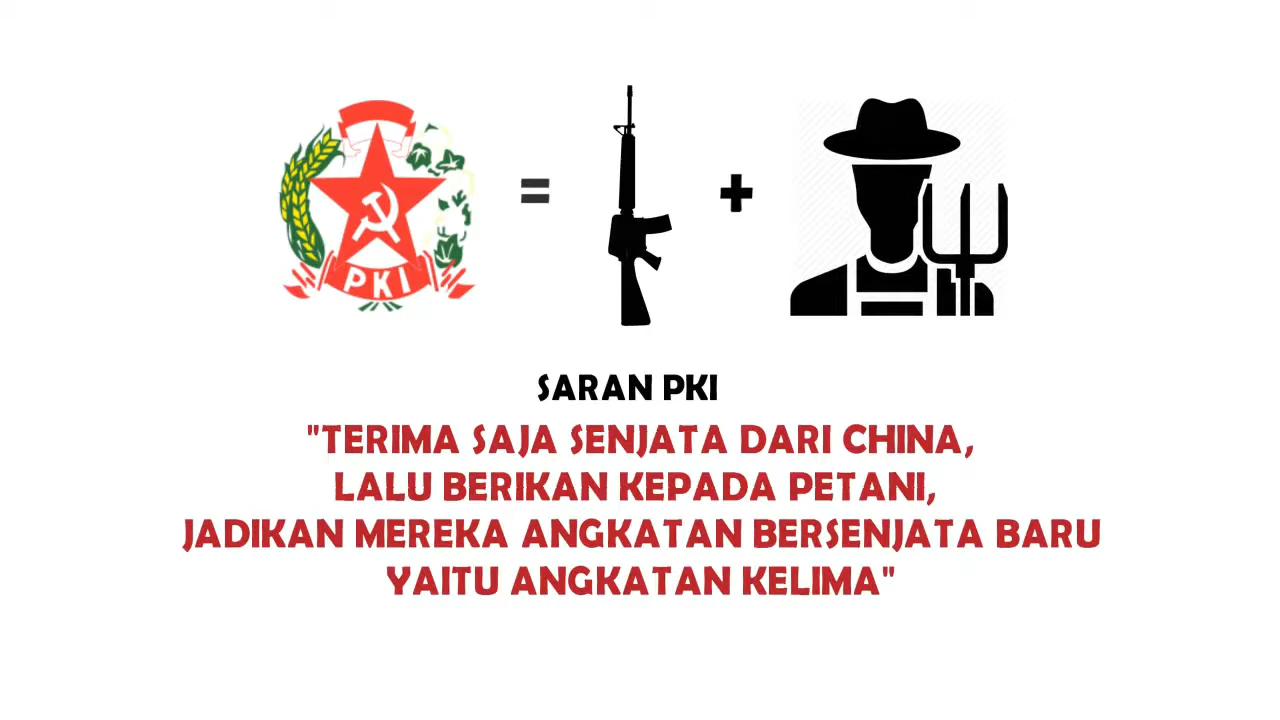 PKI
=
+
SARAN PKI
"TERIMA SAJA SENJATA DARI CHINA,
LALU BERIKAN KEPADA PETANI,
JADIKAN MEREKA ANGKATAN BERSENJATA BARU
YAITU ANGKATAN KELIMA"